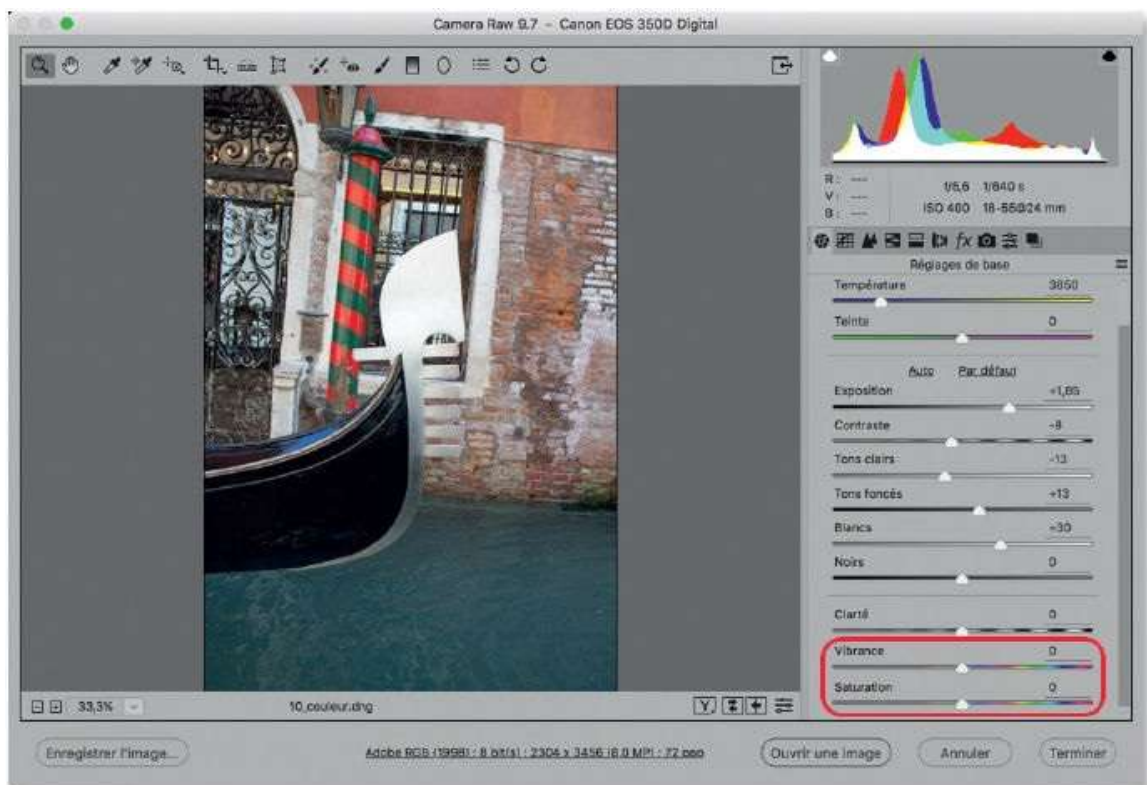 Camera Raw 9.7 - Canon EOS 350D Digital
R : ---
V : ---
B : ---
f/5,6 1/640 s
ISO 400 18-55@24 mm
fx
Réglages de base
Température 3850
Teinte 0
Auto Par défaut
Exposition +1,85
Contraste -8
Tons clairs -13
Tons foncés +13
Blancs +30
Noirs 0
Clarté 0
Vibrance 0
Saturation 0
33,3% 10_couleur.dng
Y
Enregistrer l'image... Adobe RGB (1998) ; 8 bit(s) ; 2304 x 3456 (8,0 MP) ; 72 ppp Ouvrir une image Annuler Terminer